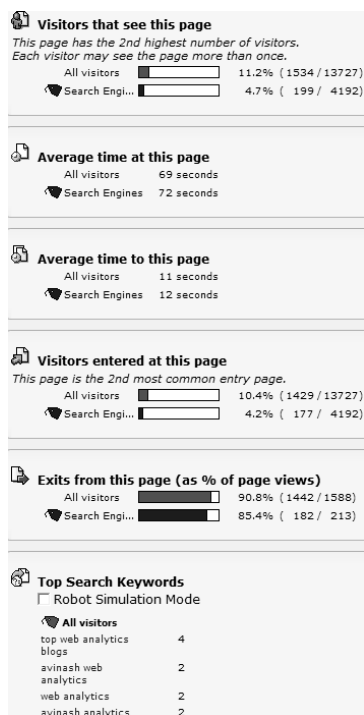 Visitors that see this page
This page has the 2nd highest number of visitors.
Each visitor may see the page more than once.
All visitors 11.2% (1534/13727)
Search Engi... 4.7% ( 199/ 4192)
Average time at this page
All visitors 69 seconds
Search Engines 72 seconds
Average time to this page
All visitors 11 seconds
Search Engines 12 seconds
Visitors entered at this page
This page is the 2nd most common entry page.
All visitors 10.4% (1429/13727)
Search Engi... 4.2% ( 177/ 4192)
Exits from this page (as % of page views)
All visitors 90.8% (1442/1588)
Search Engi... 85.4% ( 182/ 213)
Top Search Keywords
Robot Simulation Mode
All visitors
top web analytics 4
blogs
avinash web 2
analytics
web analytics 2
avinash analytics 2